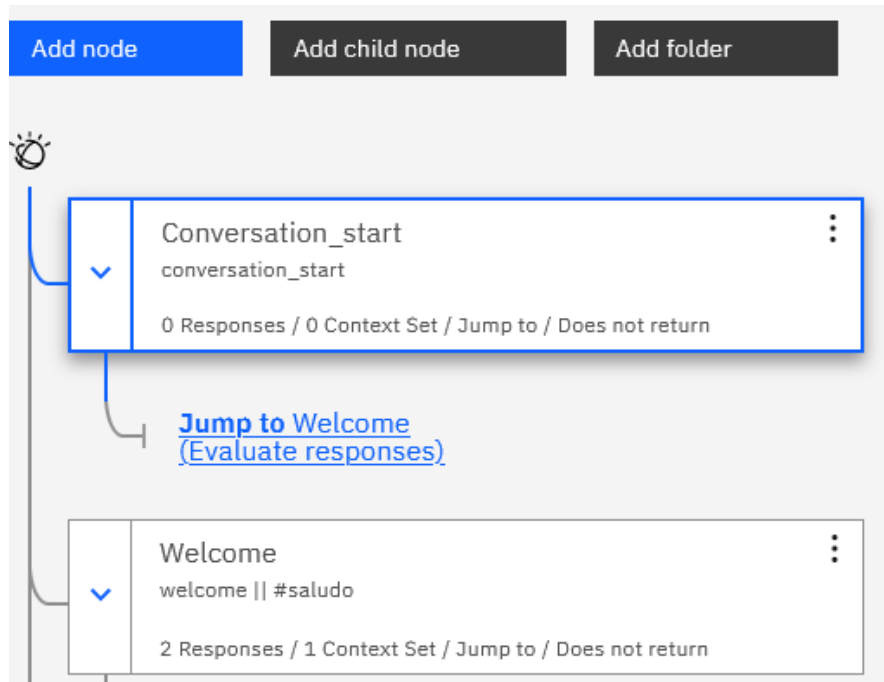 Add node
Add child node
Add folder
Conversation_start
conversation_start
0 Responses / 0 Context Set / Jump to / Does not return
Jump to Welcome
(Evaluate responses)
Welcome
welcome || #saludo
2 Responses / 1 Context Set / Jump to / Does not return